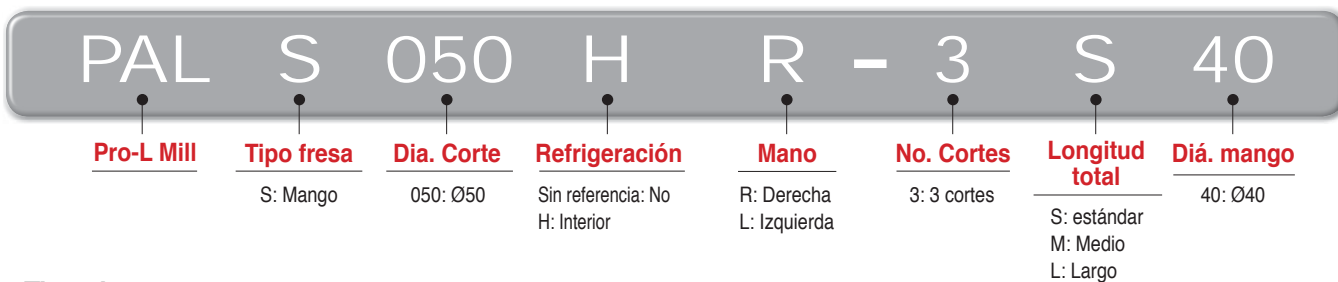 PAL S 050 H R - 3 S 40
Pro-L Mill
Tipo fresa
S: Mango
Dia. Corte
050: Ø50
Refrigeración
Sin referencia: No
H: Interior
Mano
R: Derecha
L: Izquierda
No. Cortes
3: 3 cortes
Longitud
total
S: estándar
M: Medio
L: Largo
Diá. mango
40: Ø40